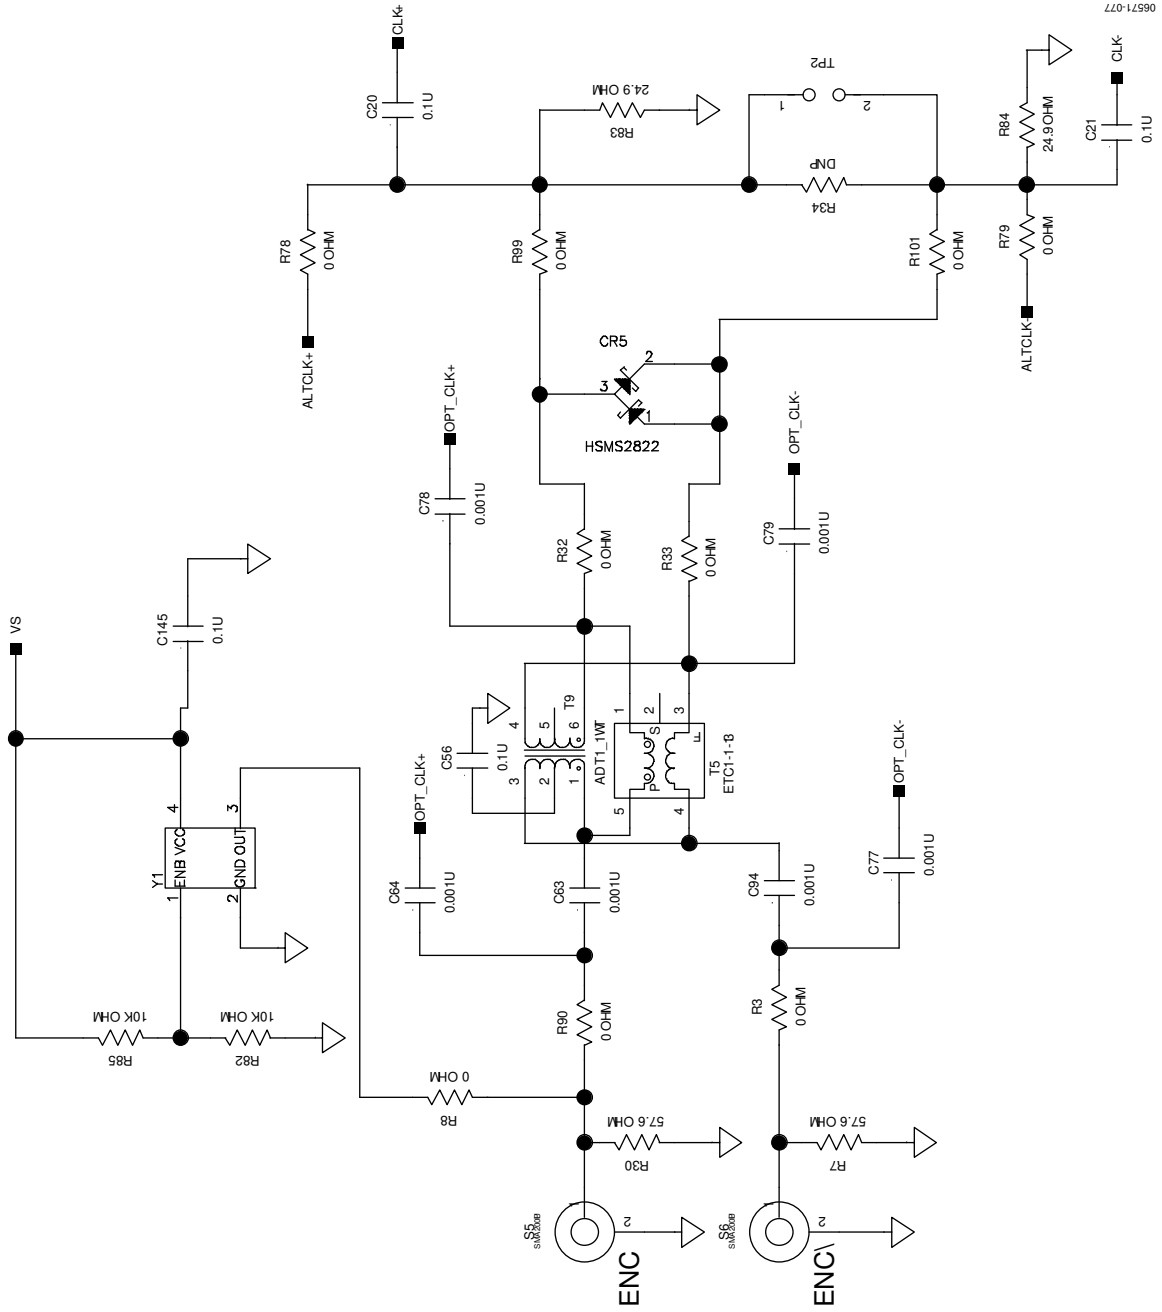 06571-077
CLK+
C20
0.1U
R78
0 OHM
ALTCLK+
R83
24.9 OHM
TP2
1
2
R34
DNP
R84
24.9 OHM
CLK-
C21
0.1U
R79
0 OHM
ALTCLK-
R99
0 OHM
R101
0 OHM
CR5
2
3
1
HSMS2822
OPT_CLK+
C78
0.001U
OPT_CLK-
C79
0.001U
R32
0 OHM
R33
0 OHM
VS
C145
0.1U
Y1
ENB VCC
GND OUT
1
4
2
3
C56
0.1U
T9
ADT1_1WT
3
2
1
4
5
6
T5
ETC1-1-13
P
S
F
5
4
1
2
3
OPT_CLK+
C64
0.001U
C63
0.001U
C94
0.001U
OPT_CLK-
C77
0.001U
R85
10K OHM
R82
10K OHM
R8
0 OHM
R90
0 OHM
R3
0 OHM
R30
57.6 OHM
R7
57.6 OHM
S5
SMA200B
1
2
ENC
S6
SMA200B
1
2
ENC\